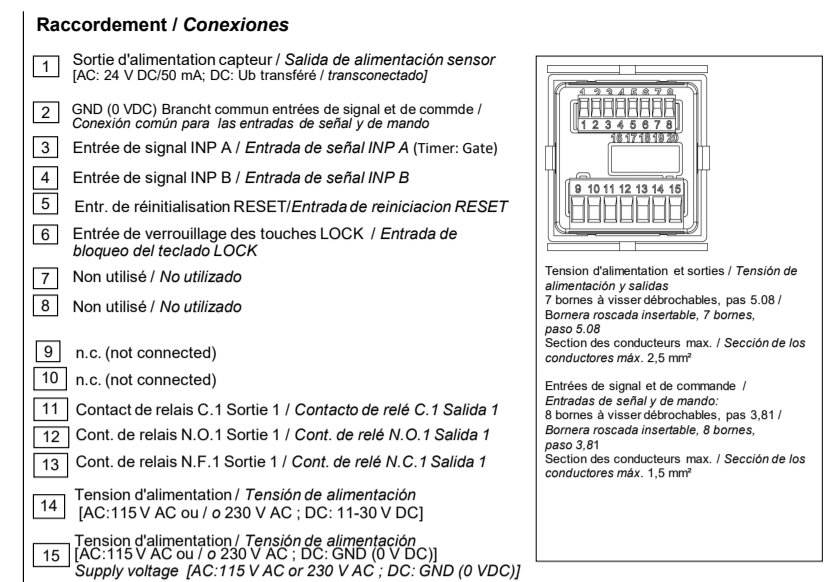 Raccordement / Conexiones
1 Sortie d'alimentation capteur / Salida de alimentación sensor
[AC: 24 V DC/50 mA; DC: Ub transféré / transconectado]
2 GND (0 VDC) Brancht commun entrées de signal et de commde /
Conexión común para las entradas de señal y de mando
3 Entrée de signal INP A / Entrada de señal INP A (Timer: Gate)
4 Entrée de signal INP B / Entrada de señal INP B
5 Entr. de réinitialisation RESET/Entrada de reiniciacion RESET
6 Entrée de verrouillage des touches LOCK / Entrada de
bloqueo del teclado LOCK
7 Non utilisé / No utilizado
8 Non utilisé / No utilizado
9 n.c. (not connected)
10 n.c. (not connected)
11 Contact de relais C.1 Sortie 1 / Contacto de relé C.1 Salida 1
12 Cont. de relais N.O.1 Sortie 1 / Cont. de relé N.O.1 Salida 1
13 Cont. de relais N.F.1 Sortie 1 / Cont. de relé N.C.1 Salida 1
14 Tension d'alimentation / Tensión de alimentación
[AC:115 V AC ou / o 230 V AC ; DC: 11-30 V DC]
15 Tension d'alimentation / Tensión de alimentación
[AC:115 V AC ou / o 230 V AC ; DC: GND (0 V DC)]
Supply voltage [AC:115 V AC or 230 V AC ; DC: GND (0 VDC)]
1 2 3 4 5 6 7 8
1 2 3 4 5 6 7 8
16 17 18 19 20
9 10 11 12 13 14 15
Tension d'alimentation et sorties / Tensión de
alimentación y salidas
7 bornes à visser débrochables, pas 5.08 /
Bornera roscada insertable, 7 bornes,
paso 5.08
Section des conducteurs max. / Sección de los
conductores máx. 2,5 mm²
Entrées de signal et de commande /
Entradas de señal y de mando:
8 bornes à visser débrochables, pas 3,81 /
Bornera roscada insertable, 8 bornes,
paso 3,81
Section des conducteurs max. / Sección de los
conductores máx. 1,5 mm²